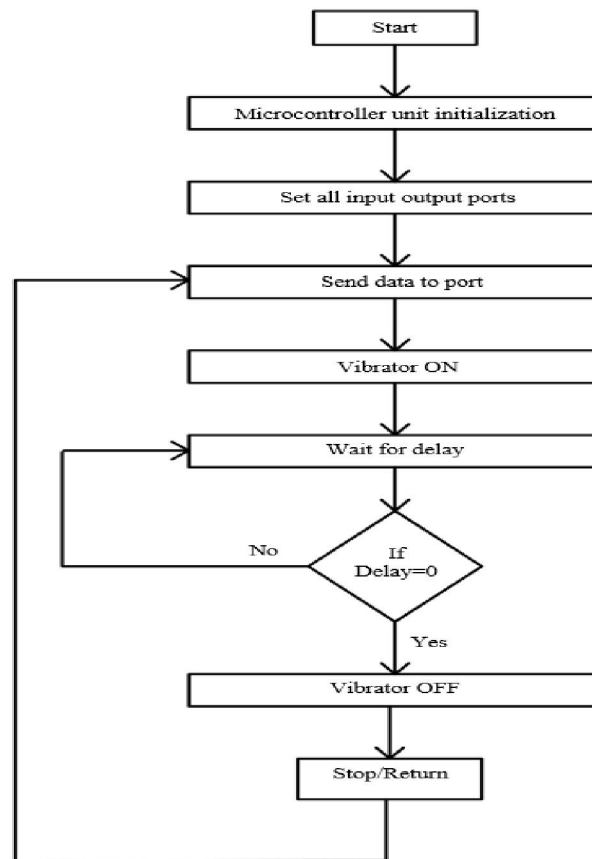 Start
Microcontroller unit initialization
Set all input output ports
Send data to port
Vibrator ON
Wait for delay
No
If
Delay=0
Yes
Vibrator OFF
Stop/Return